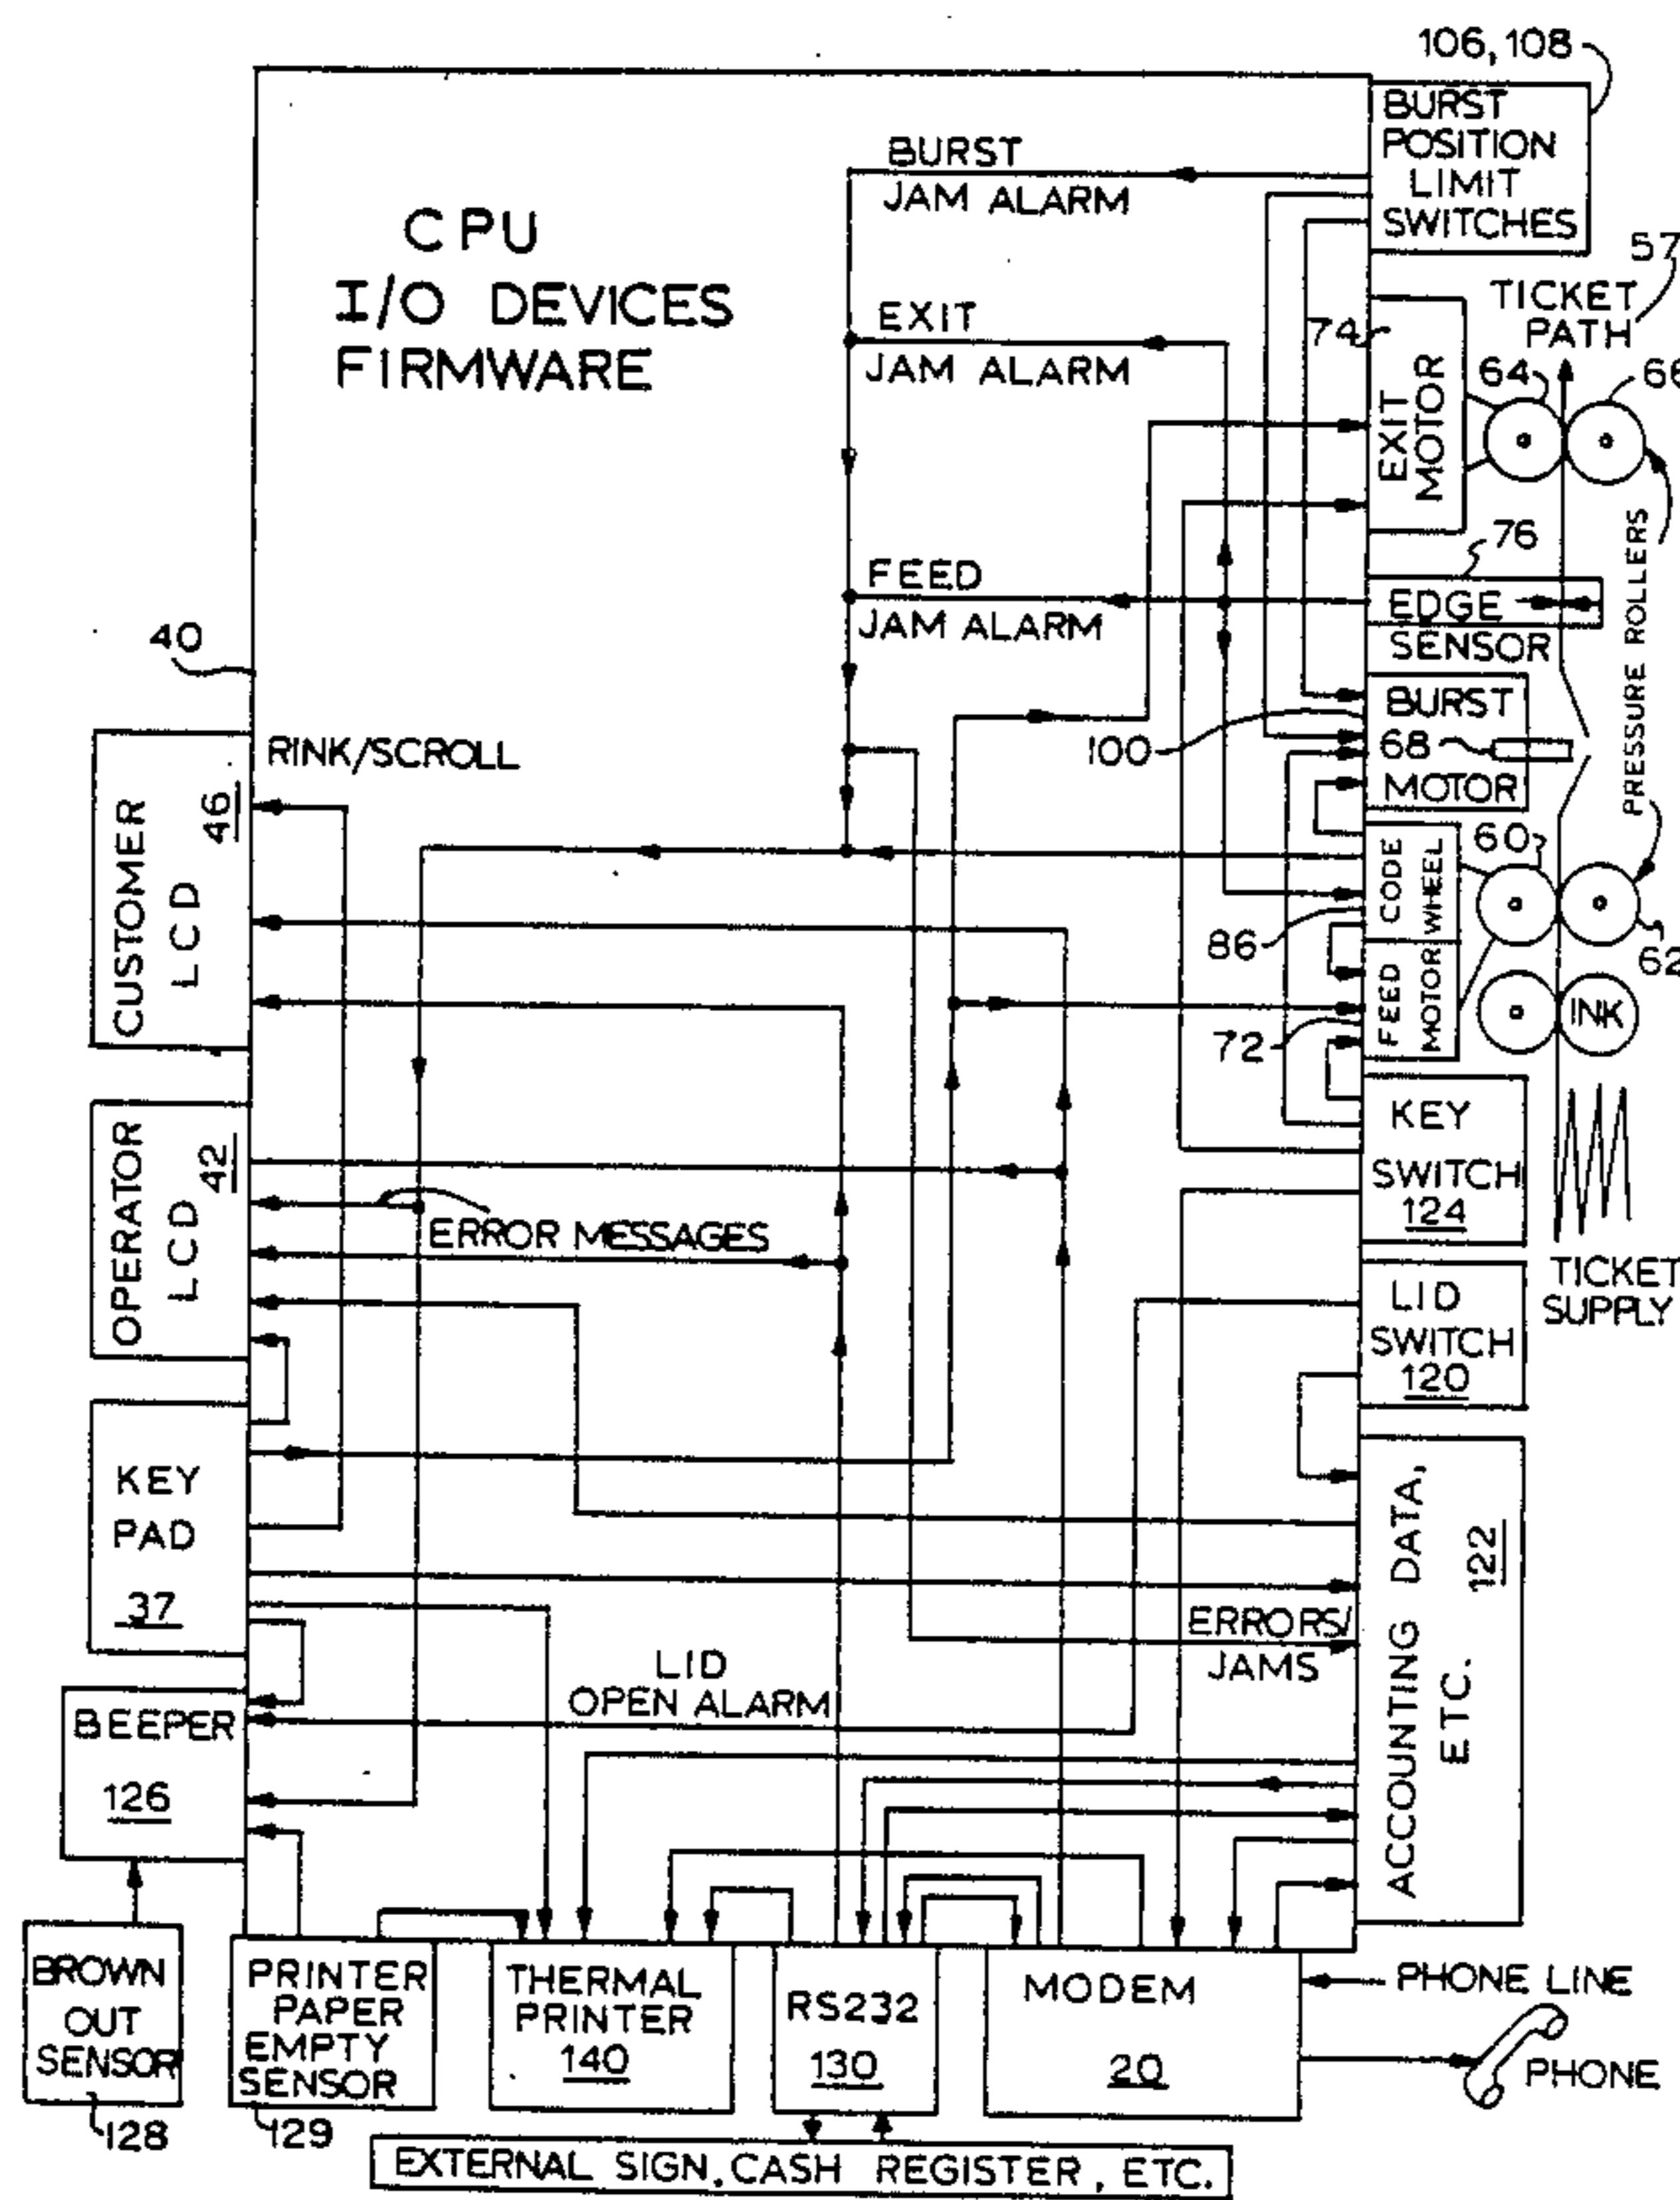 106, 108
BURST
POSITION
LIMIT
SWITCHES
BURST
JAM ALARM
CPU
I/O DEVICES
FIRMWARE
57
TICKET
PATH
EXIT
JAM ALARM
74
EXIT
MOTOR
64
66
PRESSURE ROLLERS
76
FEED
JAM ALARM
EDGE
SENSOR
40
RINK/SCROLL
BURST
100
68
MOTOR
CUSTOMER
LCD
46
CODE
WHEEL
60
86
62
FEED
MOTOR
72
INK
KEY
SWITCH
124
OPERATOR
LCD
42
ERROR MESSAGES
TICKET
SUPPLY
LID
SWITCH
120
KEY
PAD
37
ACCOUNTING DATA,
ETC.
122
ERRORS/
JAMS
LID
OPEN ALARM
BEEPER
126
BROWN
OUT
SENSOR
128
PRINTER
PAPER
EMPTY
SENSOR
129
THERMAL
PRINTER
140
RS232
130
MODEM
20
PHONE LINE
PHONE
EXTERNAL SIGN, CASH REGISTER, ETC.